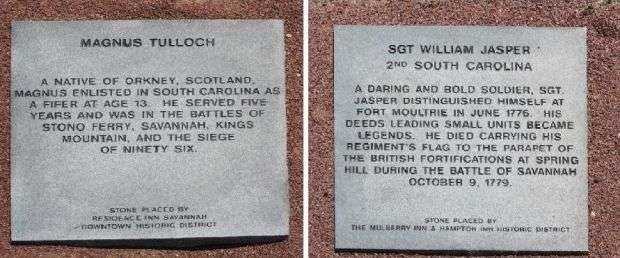 MAGNUS TULLOCH
A NATIVE OF ORKNEY, SCOTLAND,
MAGNUS ENLISTED IN SOUTH CAROLINA AS
A FIFER AT AGE 13. HE SERVED FIVE
YEARS AND WAS IN THE BATTLES OF
STONO FERRY, SAVANNAH, KINGS
MOUNTAIN, AND THE SIEGE
OF NINETY SIX.
STONE PLACED BY
RESIDENCE INN SAVANNAH
DOWNTOWN HISTORIC DISTRICT
SGT WILLIAM JASPER
2ND SOUTH CAROLINA
A DARING AND BOLD SOLDIER, SGT.
JASPER DISTINGUISHED HIMSELF AT
FORT MOULTRIE IN JUNE 1776. HIS
DEEDS LEADING SMALL UNITS BECAME
LEGENDS. HE DIED CARRYING HIS
REGIMENT'S FLAG TO THE PARAPET OF
THE BRITISH FORTIFICATIONS AT SPRING
HILL DURING THE BATTLE OF SAVANNAH
OCTOBER 9, 1779.
STONE PLACED BY
THE MULBERRY INN & HAMPTON INN HISTORIC DISTRICT